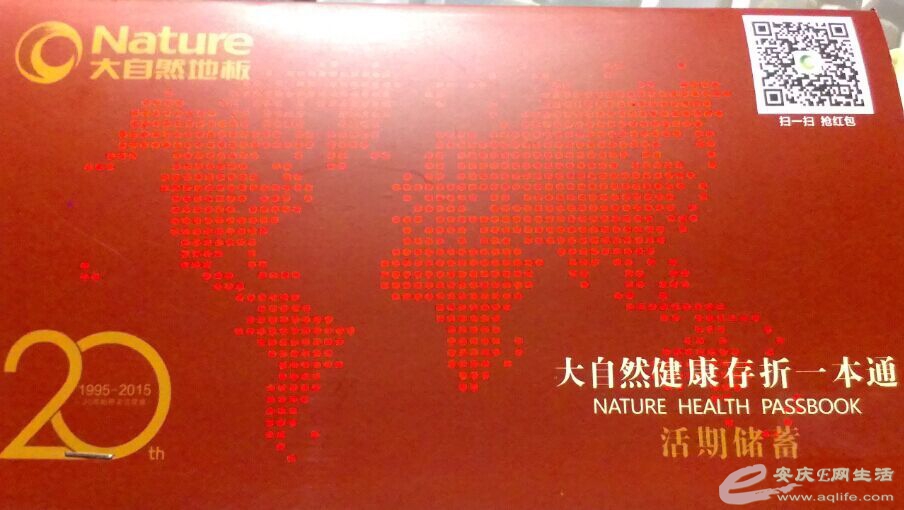 Nature
大自然地板
扫一扫 抢红包
20th
1995-2015
大自然健康存折一本通
NATURE HEALTH PASSBOOK
活期储蓄
安庆E网生活
www.aqlife.com